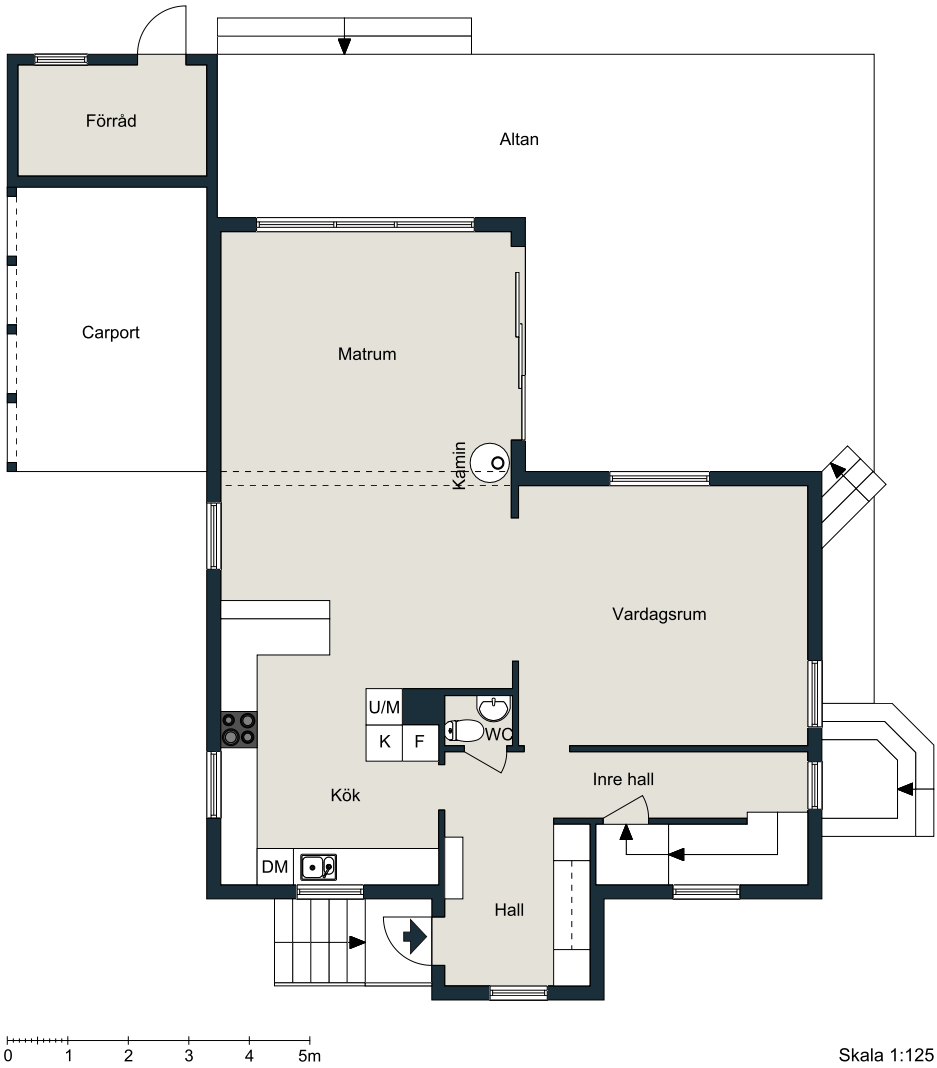 Förråd
Altan
Carport
Matrum
Kamin
Vardagsrum
U/M
K F
WC
Inre hall
Kök
DM
Hall
0 1 2 3 4 5m
Skala 1:125